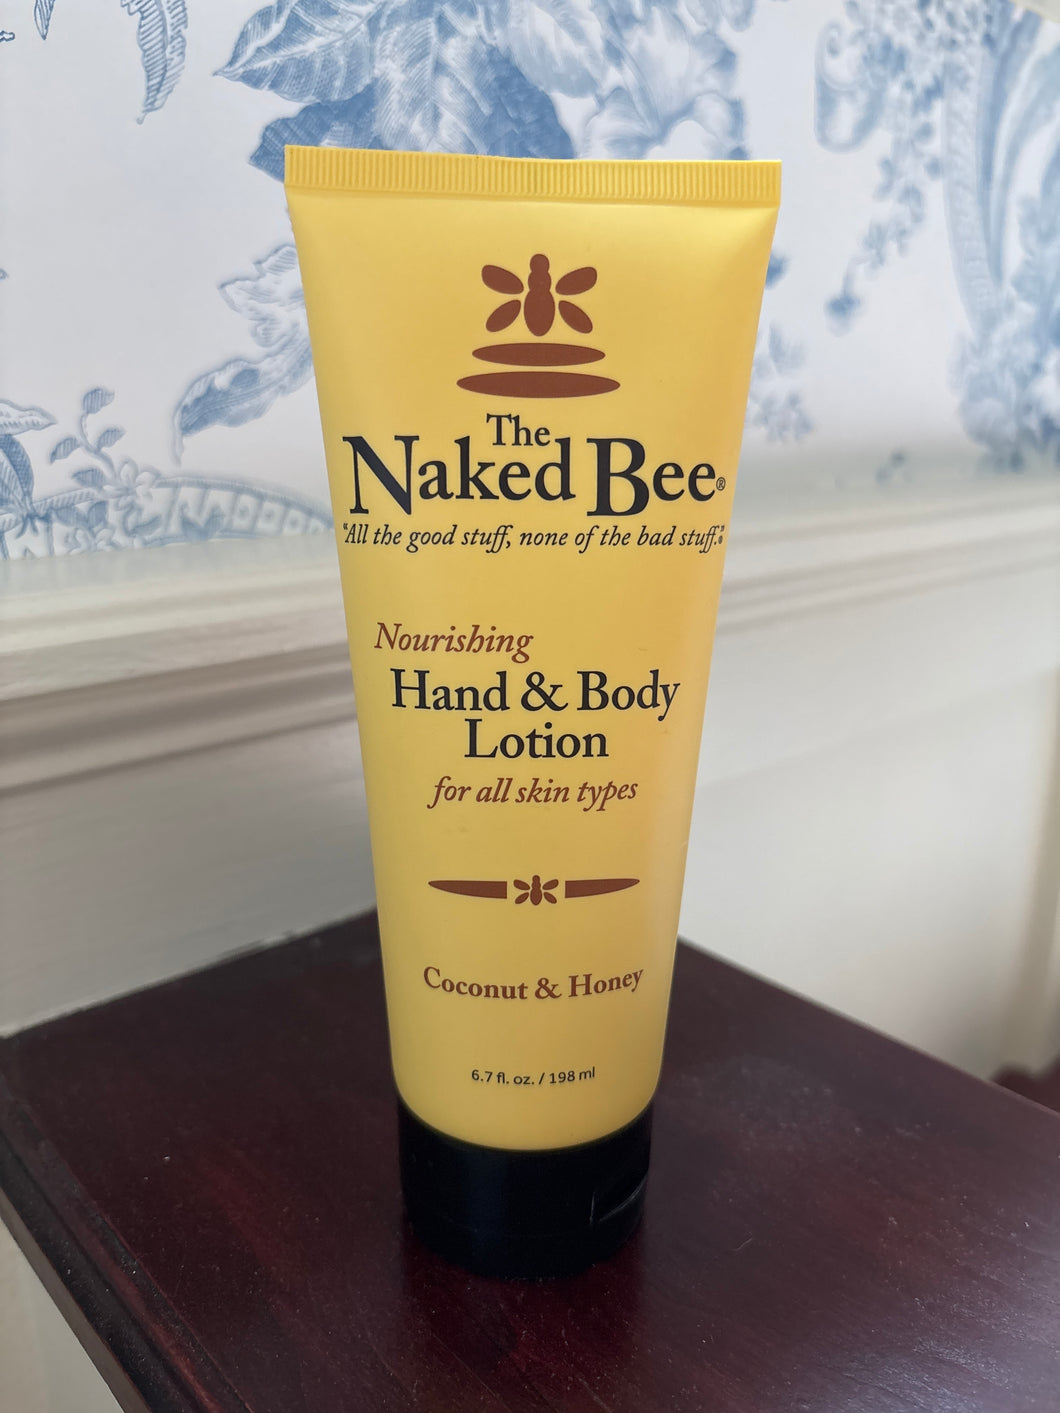 The
Naked Bee®
"All the good stuff, none of the bad stuff."®
Nourishing
Hand & Body
Lotion
for all skin types
Coconut & Honey
6.7 fl. oz. / 198 ml